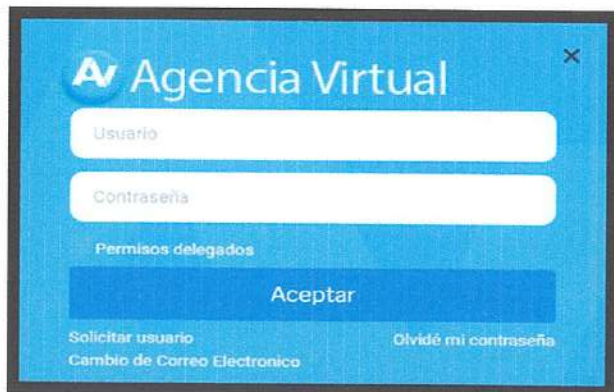 AV Agencia Virtual
Usuario
Contraseña
Permisos delegados
Aceptar
Solicitar usuario
Olvidé mi contraseña
Cambio de Correo Electronico